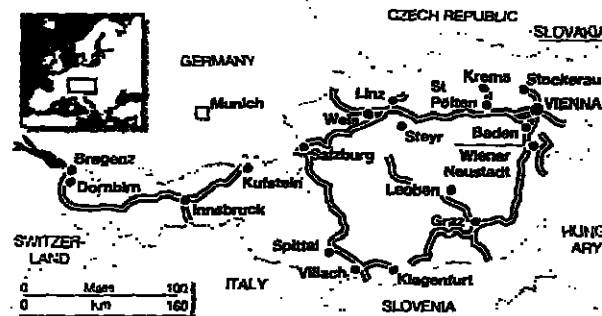 CZECH REPUBLIC
SLOVAKIA
GERMANY
Munich
Linz
St
Pölten
Krems
Stockerau
VIENNA
Wels
Steyr
Baden
Wiener
Neustadt
Bregenz
Dornbirn
Salzburg
Kufstein
Innsbruck
Leoben
Graz
SWITZER-
LAND
Spittal
Villach
Klagenfurt
HUNG
ARY
ITALY
SLOVENIA
0 Miles 100
0 km 160